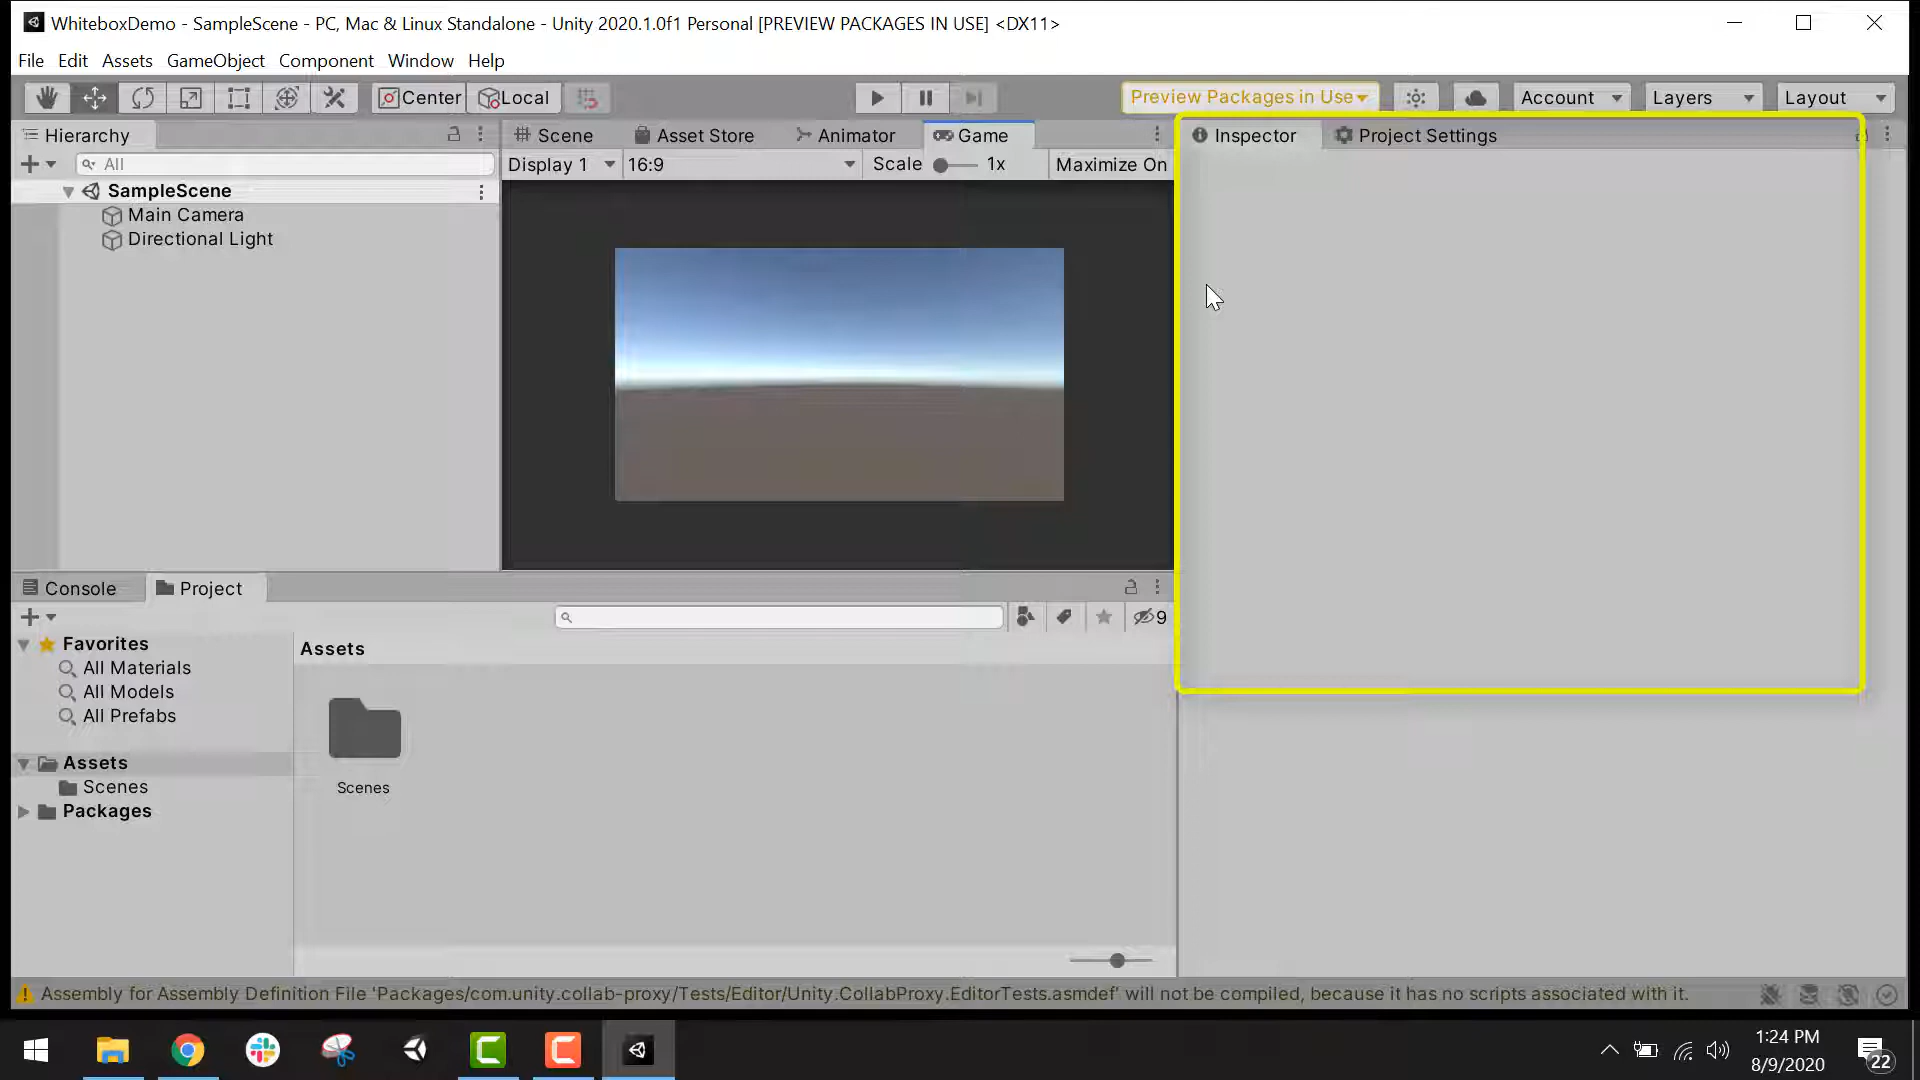 WhiteboxDemo - SampleScene - PC, Mac & Linux Standalone - Unity 2020.1.0f1 Personal [PREVIEW PACKAGES IN USE] <DX11>
File Edit Assets GameObject Component Window Help
Center Local Preview Packages in Use Account Layers Layout
Hierarchy Scene Asset Store Animator Game Inspector Project Settings
All Display 1 16:9 Scale 1x Maximize On
SampleScene
Main Camera
Directional Light
Console Project
9
Favorites Assets
All Materials
All Models
All Prefabs
Assets
Scenes Scenes
Packages
Assembly for Assembly Definition File 'Packages/com.unity.collab-proxy/Tests/Editor/Unity.CollabProxy.EditorTests.asmdef' will not be compiled, because it has no scripts associated with it.
1:24 PM
8/9/2020
22